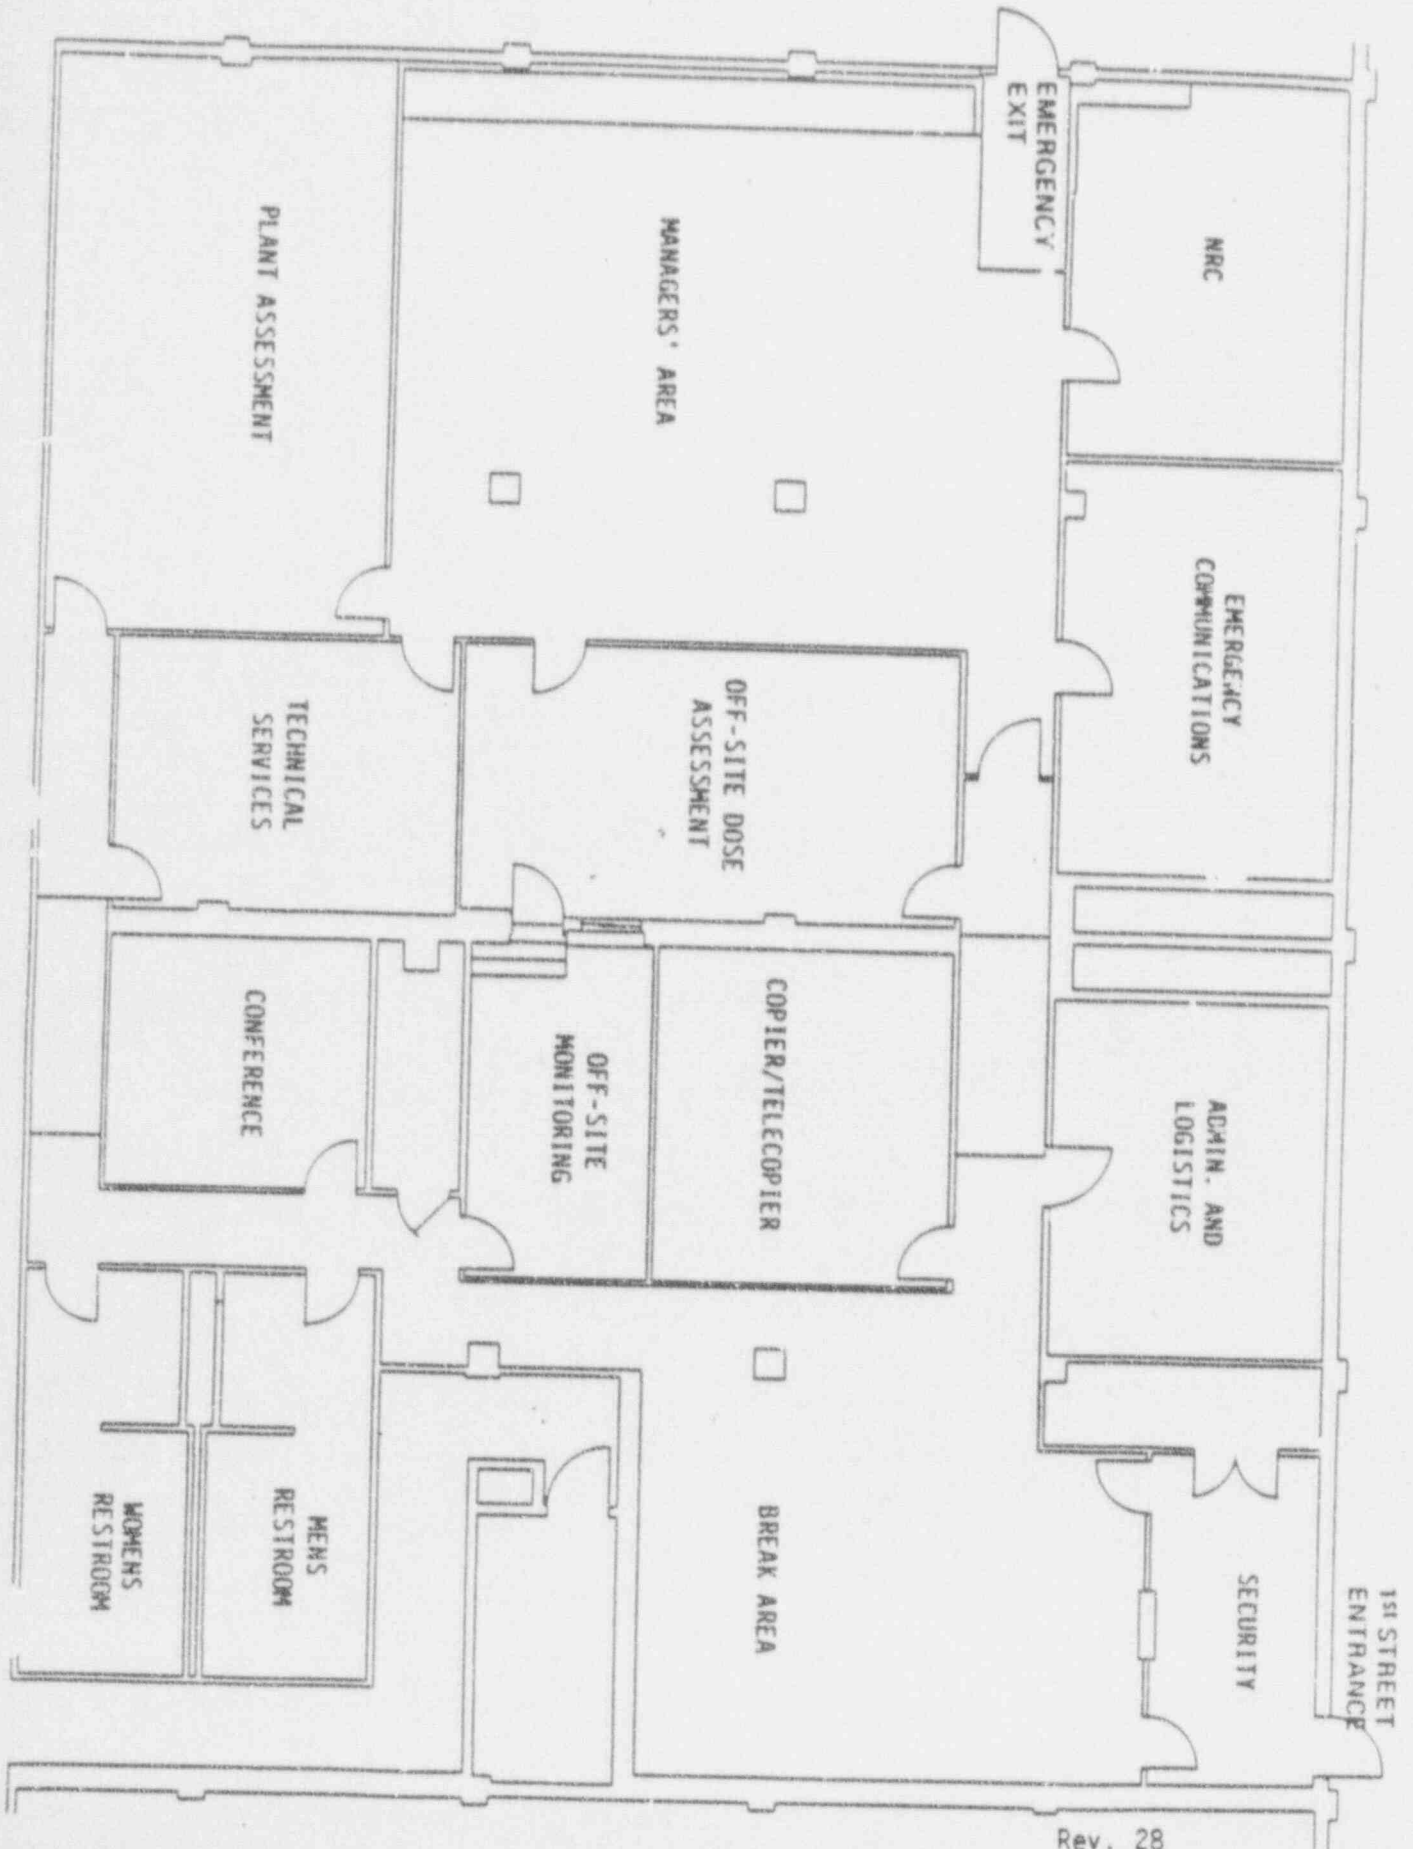 1ST STREET
ENTRANCE
NRC
EMERGENCY
COMMUNICATIONS
ADMIN. AND
LOGISTICS
SECURITY
EMERGENCY
EXIT
MANAGERS' AREA
OFF-SITE DOSE
ASSESSMENT
COPIER/TELECOPIER
BREAK AREA
OFF-SITE
MONITORING
PLANT ASSESSMENT
TECHNICAL
SERVICES
CONFERENCE
MENS
RESTROOM
WOMENS
RESTROOM
Rev. 28